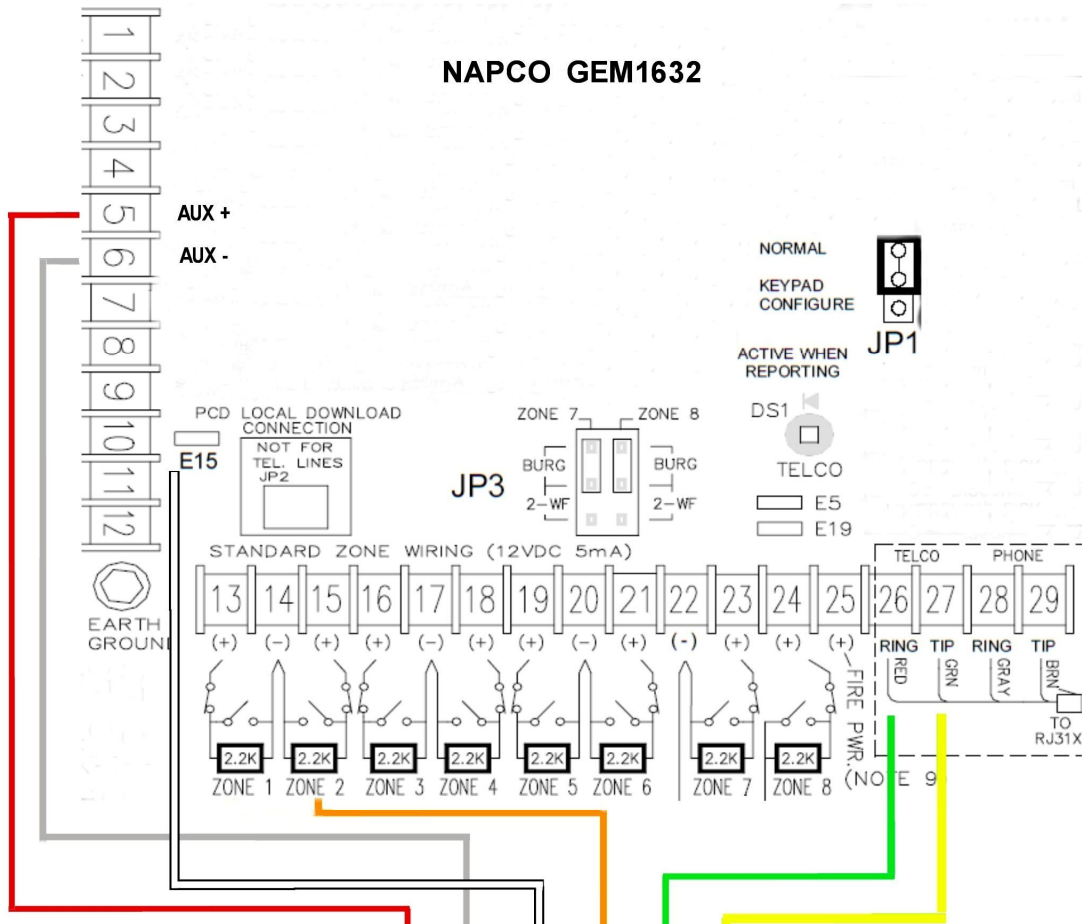 NAPCO GEM1632
1
2
3
4
5
6
7
8
9
10
11
12
AUX +
AUX -
NORMAL
KEYPAD
CONFIGURE
JP1
ACTIVE WHEN
REPORTING
DS1
TELCO
E5
E19
PCD LOCAL DOWNLOAD
CONNECTION
NOT FOR
TEL. LINES
JP2
E15
ZONE 7
ZONE 8
BURG
BURG
JP3
2-WF
2-WF
STANDARD ZONE WIRING (12VDC 5mA)
TELCO PHONE
EARTH
GROUN
13 14 15 16 17 18 19 20 21 22 23 24 25 26 27 28 29
(+) (-) (+) (+) (-) (+) (+) (-) (+) (-) (+) (+) (+)
RING TIP RING TIP
RED GRN GRAY BRN
TO
RJ31X
FIRE PWR.
2.2K 2.2K 2.2K 2.2K 2.2K 2.2K 2.2K 2.2K
ZONE 1 ZONE 2 ZONE 3 ZONE 4 ZONE 5 ZONE 6 ZONE 7 ZONE 8
(NOTE 9